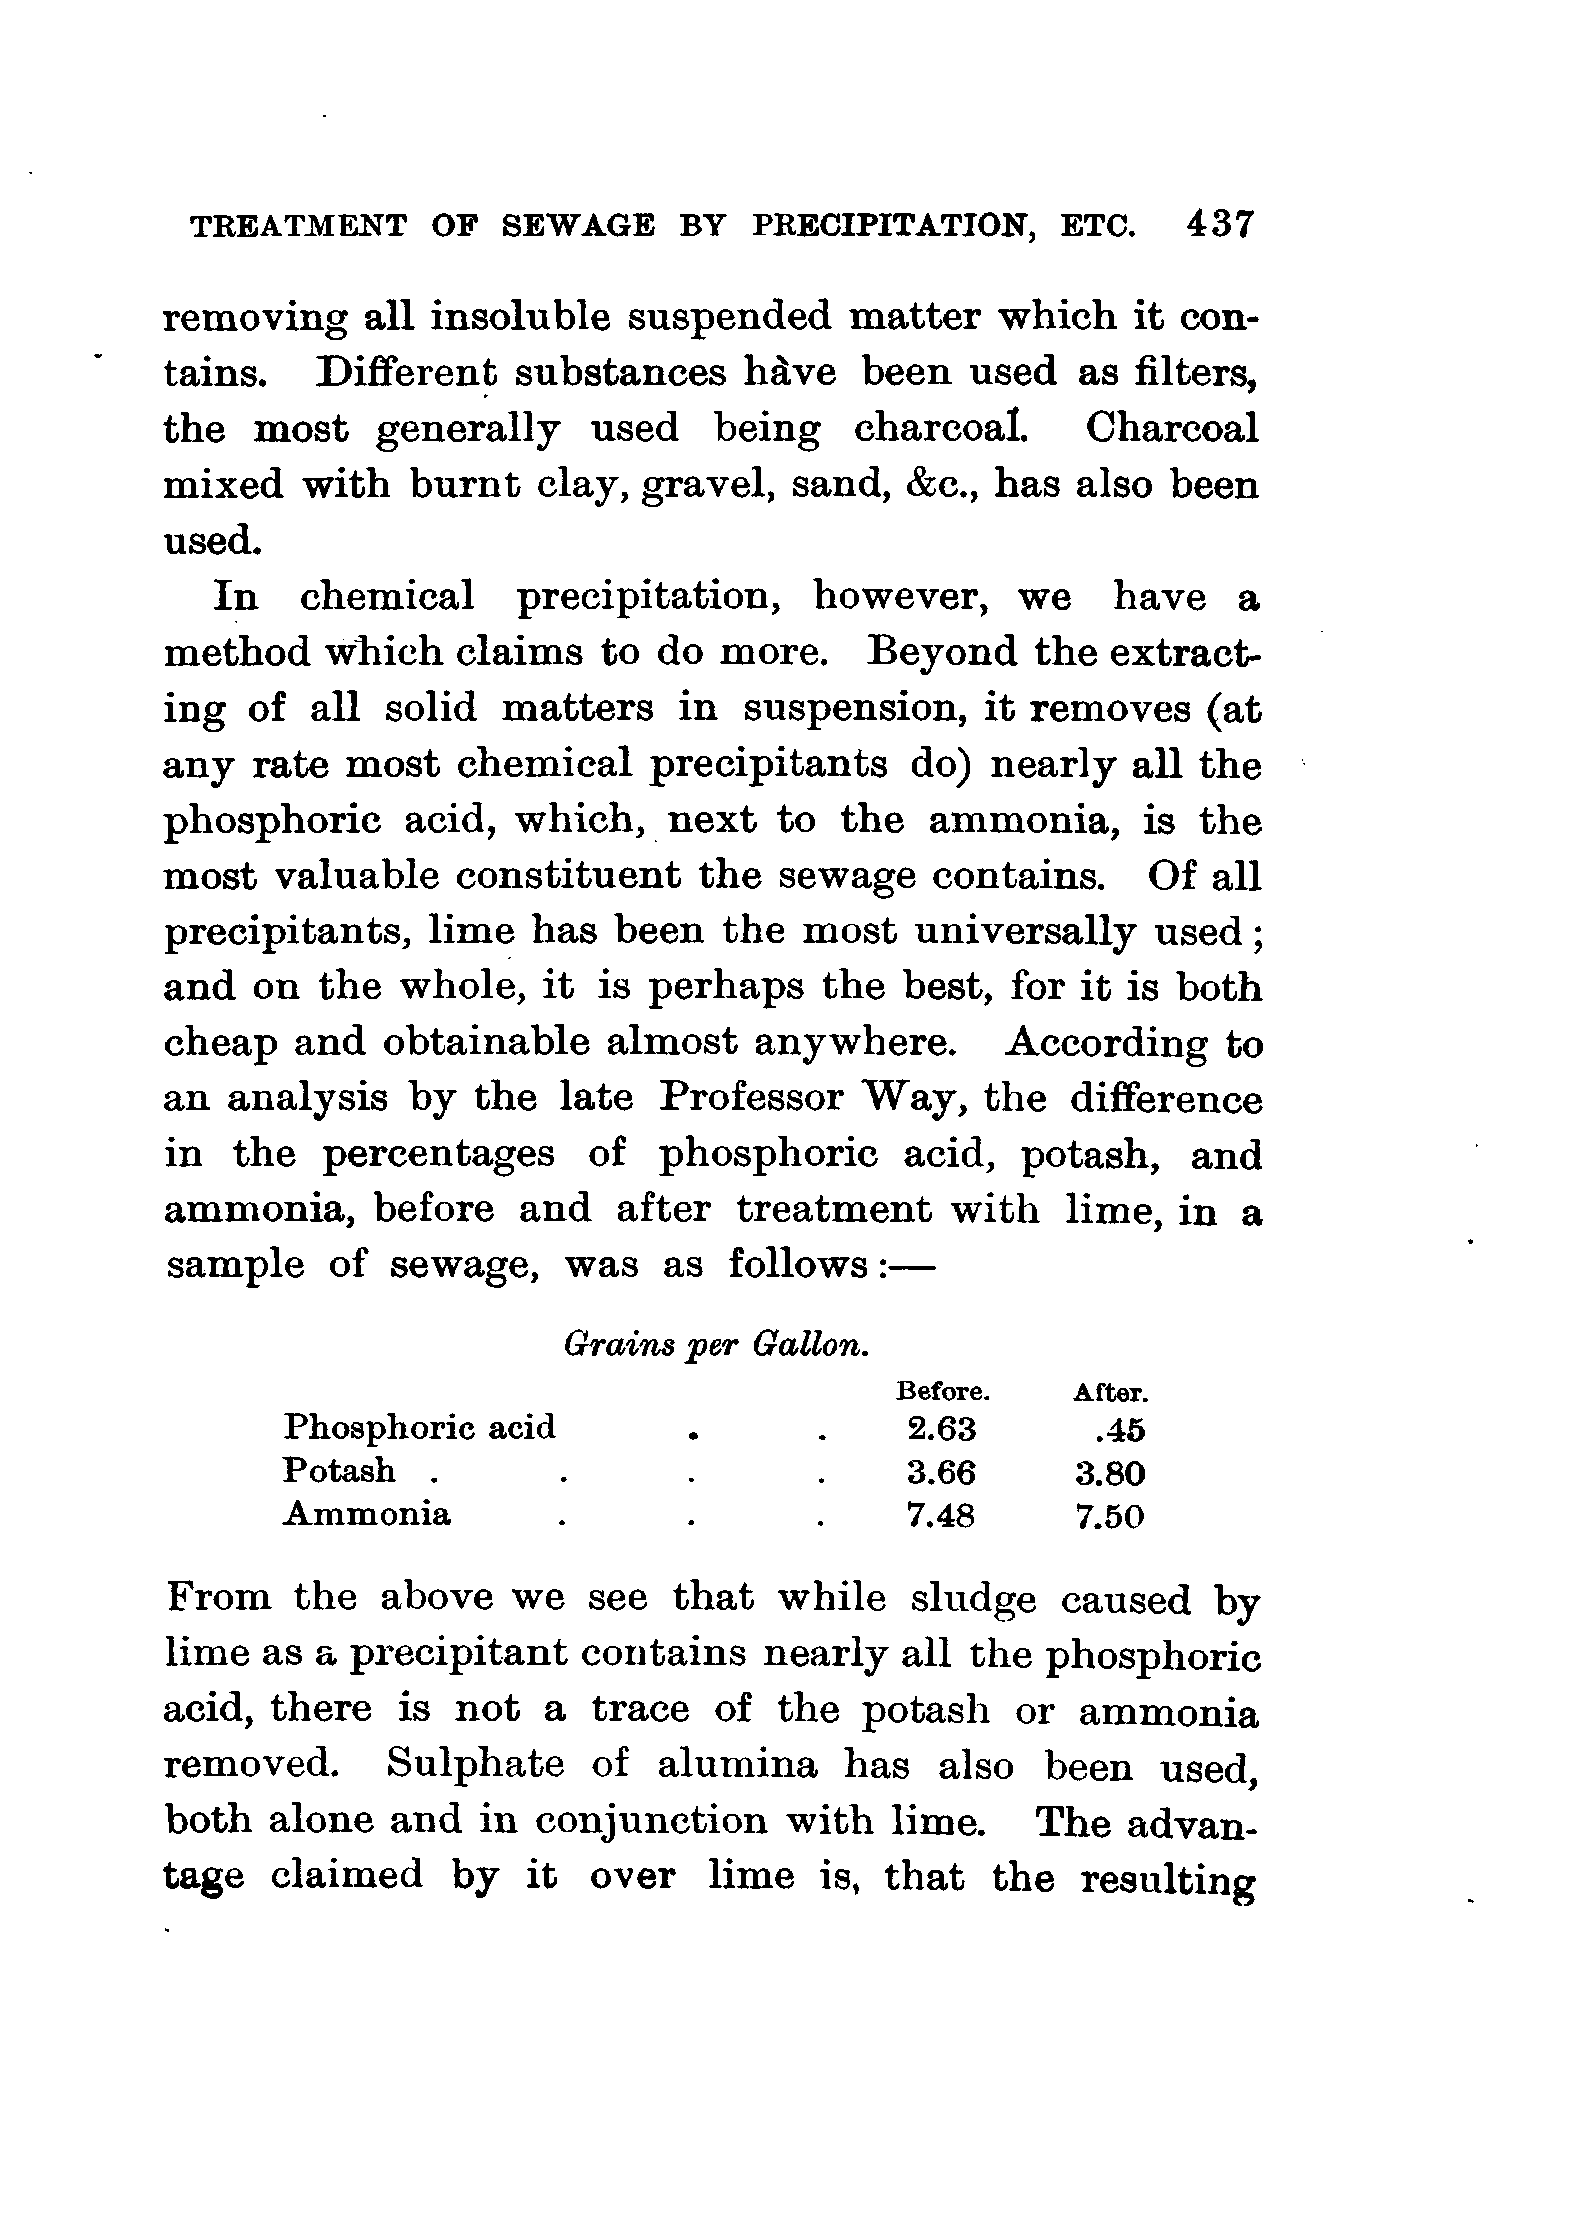 TREATMENT OF SEWAGE BY PRECIPITATION, ETC. 437
removing all insoluble suspended matter which it con-
tains. Different substances have been used as filters,
the most generally used being charcoal. Charcoal
mixed with burnt clay, gravel, sand, &c., has also been
used.
In chemical precipitation, however, we have a
method which claims to do more. Beyond the extract-
ing of all solid matters in suspension, it removes (at
any rate most chemical precipitants do) nearly all the
phosphoric acid, which, next to the ammonia, is the
most valuable constituent the sewage contains. Of all
precipitants, lime has been the most universally used;
and on the whole, it is perhaps the best, for it is both
cheap and obtainable almost anywhere. According to
an analysis by the late Professor Way, the difference
in the percentages of phosphoric acid, potash, and
ammonia, before and after treatment with lime, in a
sample of sewage, was as follows:—
Grains per Gallon.
Before. After.
Phosphoric acid . . 2.63 .45
Potash . . . . 3.66 3.80
Ammonia . . . 7.48 7.50
From the above we see that while sludge caused by
lime as a precipitant contains nearly all the phosphoric
acid, there is not a trace of the potash or ammonia
removed. Sulphate of alumina has also been used,
both alone and in conjunction with lime. The advan-
tage claimed by it over lime is, that the resulting